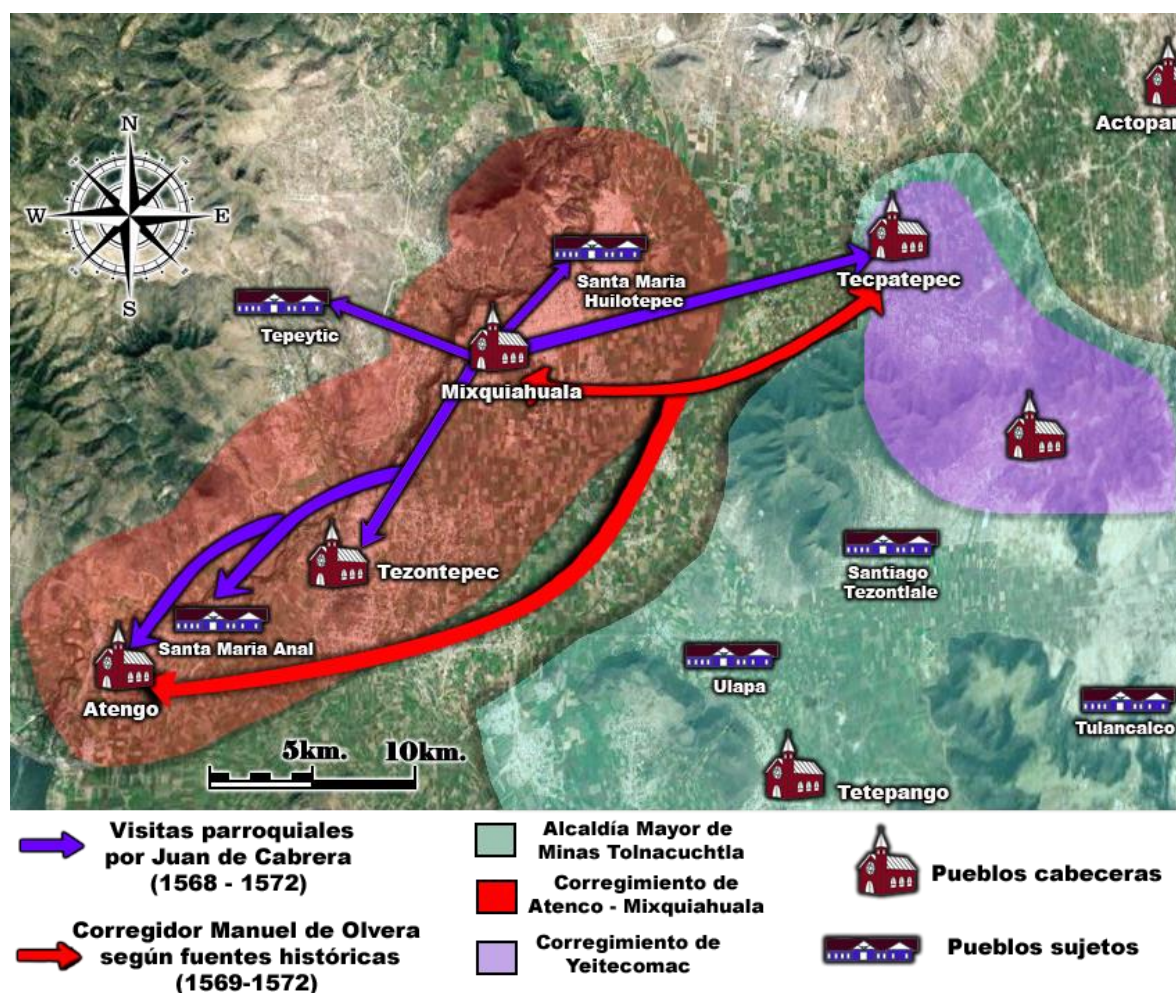 N
W
E
S
Actopan
Tecpatepec
Santa Maria
Huilotepec
Tepeytic
Mixquiahuala
Tezontepec
Santiago
Tezontlale
Santa Maria Anal
Ulapa
Atengo
Tulancalco
5km. 10km.
Tetepango
Visitas parroquiales
por Juan de Cabrera
(1568 - 1572)
Corregidor Manuel de Olvera
según fuentes históricas
(1569-1572)
Alcaldía Mayor de
Minas Tolnacuchtla
Corregimiento de
Atenco - Mixquiahuala
Corregimiento de
Yeitecomac
Pueblos cabeceras
Pueblos sujetos